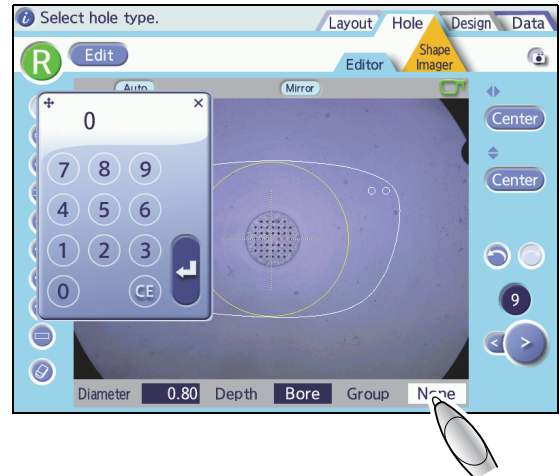 Select hole type.
Layout Hole Design Data
R Edit
Editor Shape Imager
Auto Mirror
0
7 8 9
4 5 6
1 2 3
0 CE
Center
Center
9
< >
Diameter 0.80 Depth Bore Group None